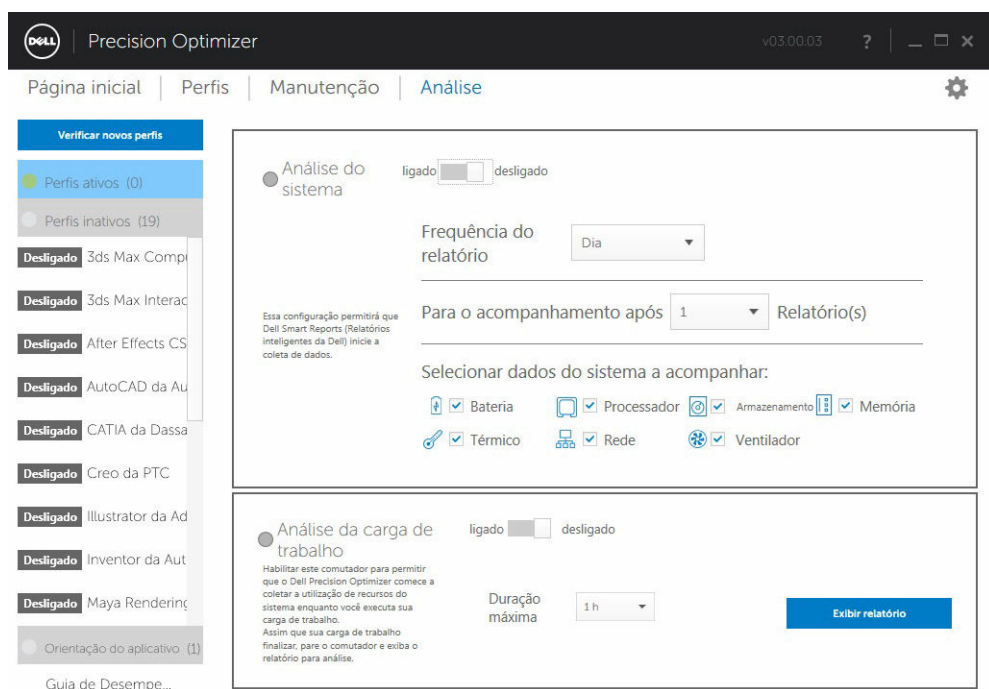 DELL
Precision Optimizer
v03.00.03
?
Página inicial
Perfis
Manutenção
Análise
Verificar novos perfis
Perfis ativos (0)
Perfis inativos (19)
Desligado 3ds Max Comp
Desligado 3ds Max Interac
Desligado After Effects CS
Desligado AutoCAD da Au
Desligado CATIA da Dassa
Desligado Creo da PTC
Desligado Illustrator da Ad
Desligado Inventor da Aut
Desligado Maya Rendering
Orientação do aplicativo (1)
Guia de Desempe...
Análise do
sistema
ligado
desligado
Essa configuração permitirá que
Dell Smart Reports (Relatórios
inteligentes da Dell) inicie a
coleta de dados.
Frequência do
relatório
Dia
Para o acompanhamento após 1 Relatório(s)
Selecionar dados do sistema a acompanhar:
Bateria Processador Armazenamento Memória
Térmico Rede Ventilador
Análise da carga de
trabalho
ligado
desligado
Habilitar este comutador para permitir
que o Dell Precision Optimizer comece a
coletar a utilização de recursos do
sistema enquanto você executa sua
carga de trabalho.
Assim que sua carga de trabalho
finalizar, pare o comutador e exiba o
relatório para análise.
Duração
máxima
1 h
Exibir relatório